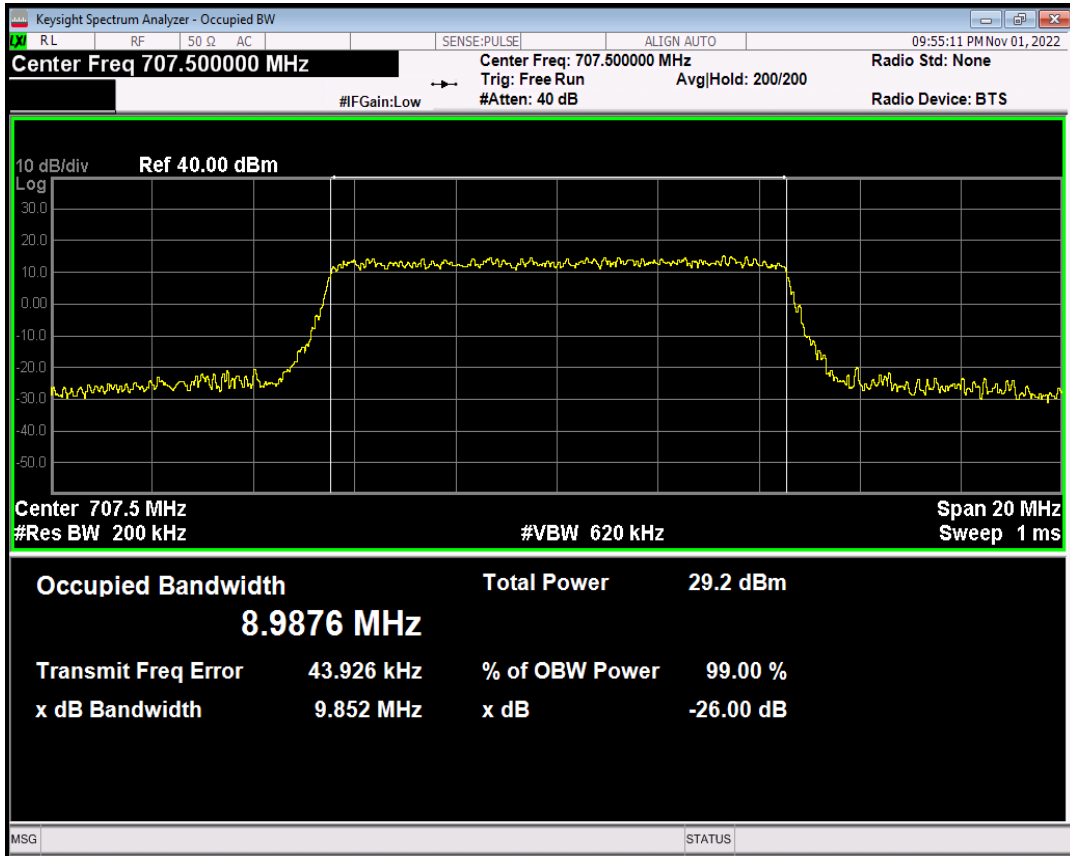 Keysight Spectrum Analyzer - Occupied BW
LXI RL RF 50 Ω AC SENSE:PULSE ALIGN AUTO 09:55:11 PM Nov 01, 2022
Center Freq 707.500000 MHz Center Freq: 707.500000 MHz Radio Std: None
Trig: Free Run Avg|Hold: 200/200
#IFGain:Low #Atten: 40 dB Radio Device: BTS
10 dB/div Ref 40.00 dBm
Log
30.0
20.0
10.0
0.00
-10.0
-20.0
-30.0
-40.0
-50.0
Center 707.5 MHz Span 20 MHz
#Res BW 200 kHz #VBW 620 kHz Sweep 1 ms
Occupied Bandwidth Total Power 29.2 dBm
8.9876 MHz
Transmit Freq Error 43.926 kHz % of OBW Power 99.00 %
x dB Bandwidth 9.852 MHz x dB -26.00 dB
MSG STATUS